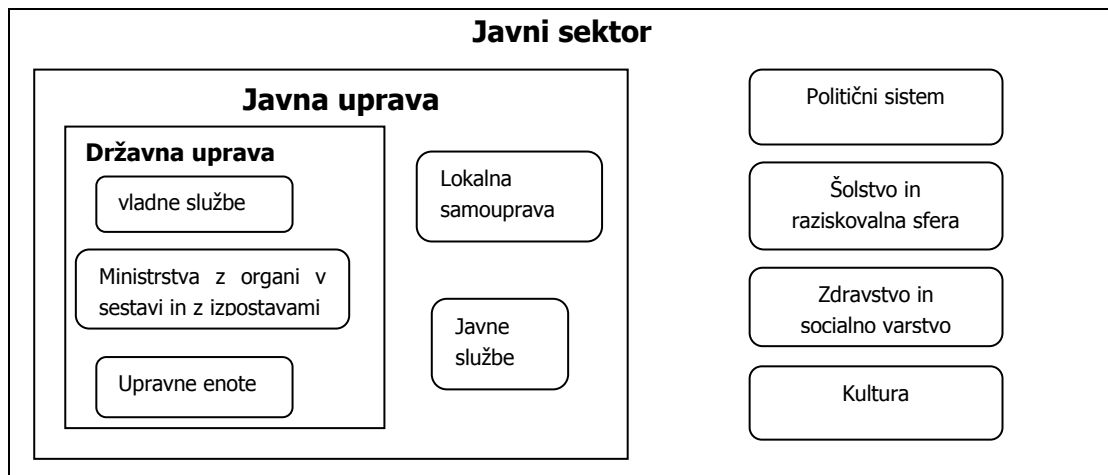 Javni sektor
Javna uprava
Državna uprava
vladne službe
Ministrstva z organi v
sestavi in z izpostavami
Upravne enote
Lokalna
samouprava
Javne
službe
Politični sistem
Šolstvo in
raziskovalna sfera
Zdravstvo in
socialno varstvo
Kultura